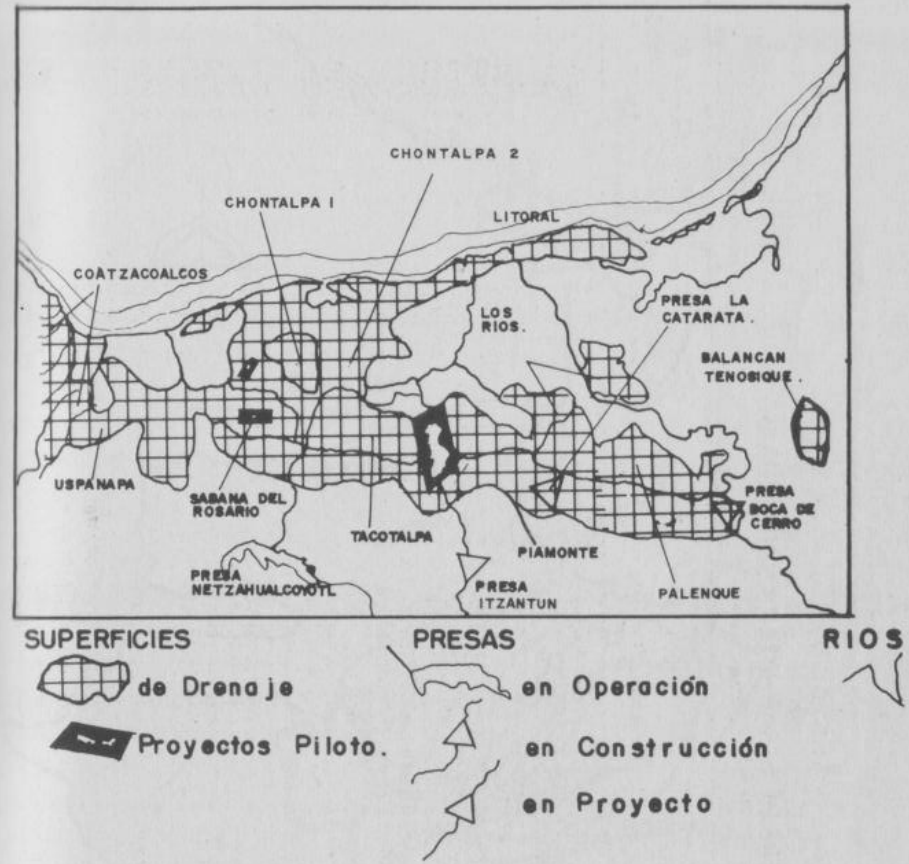 CHONTALPA 2
CHONTALPA 1
LITORAL
COATZACOALCOS
LOS
RIOS.
PRESA LA
CATARATA.
BALANCAN
TENOSIQUE.
USPANAPA
SABANA DEL
ROSARIO
TACOTALPA
PRESA
BOCA DE
CERRO
PIAMONTE
PRESA
NETZAHUALCOYOTL
PRESA
ITZANTUN
PALENQUE
SUPERFICIES
de Drenaje
Proyectos Piloto.
PRESAS
en Operación
en Construcción
en Proyecto
RIOS